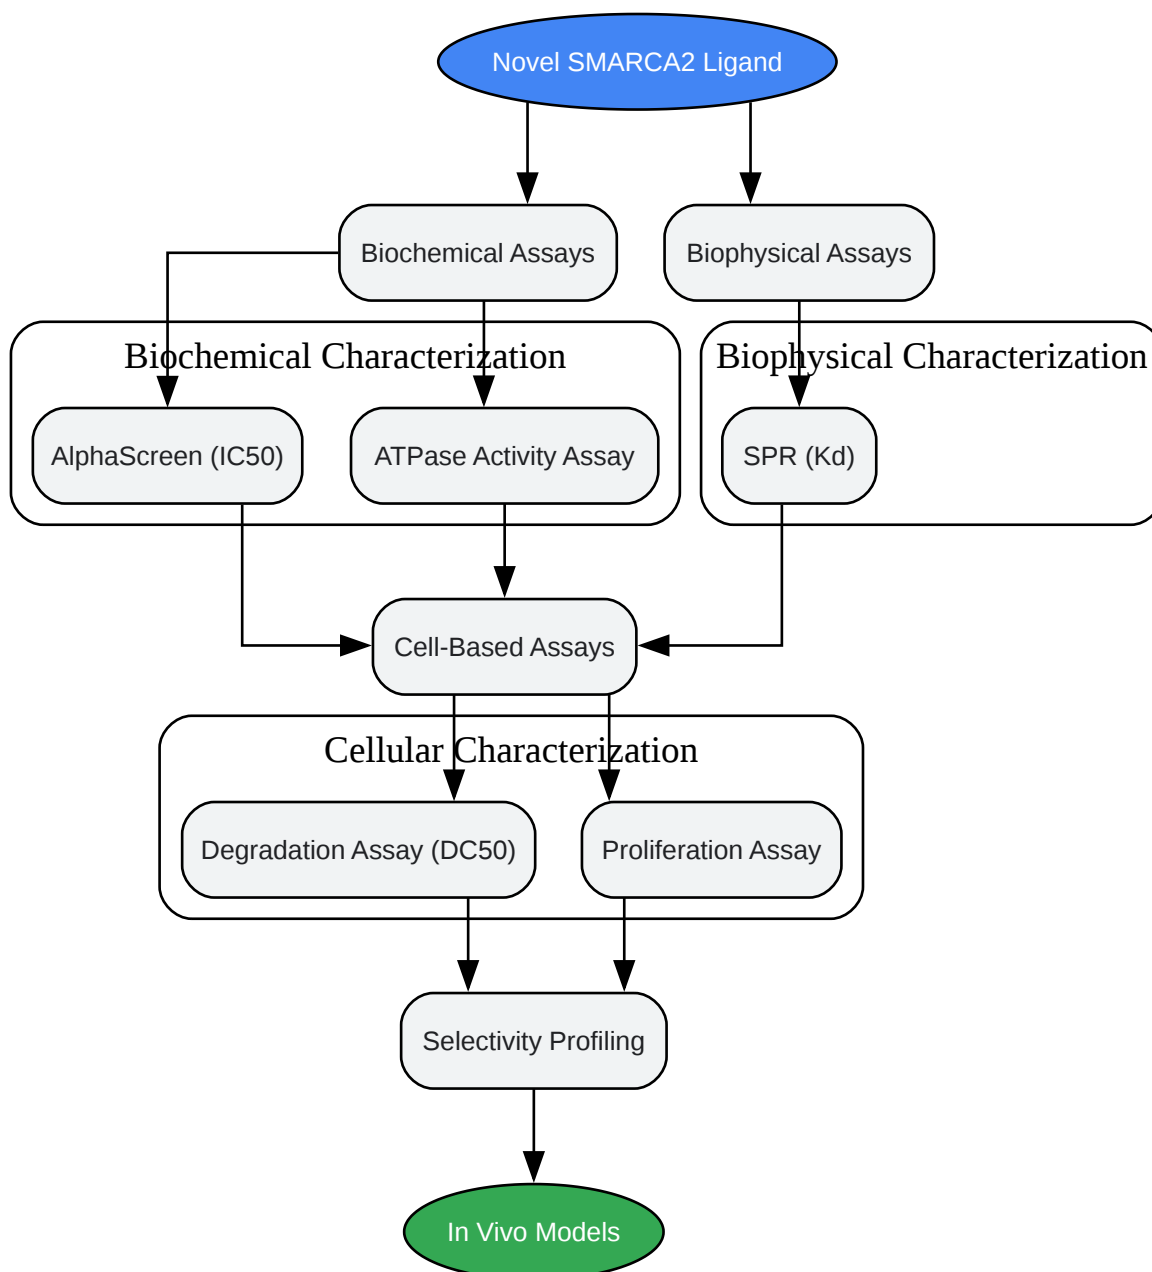 Novel SMARCA2 Ligand
Biochemical Assays
Biophysical Assays
Biochemical Characterization
Biophysical Characterization
AlphaScreen (IC50)
ATPase Activity Assay
SPR (Kd)
Cell-Based Assays
Cellular Characterization
Degradation Assay (DC50)
Proliferation Assay
Selectivity Profiling
In Vivo Models